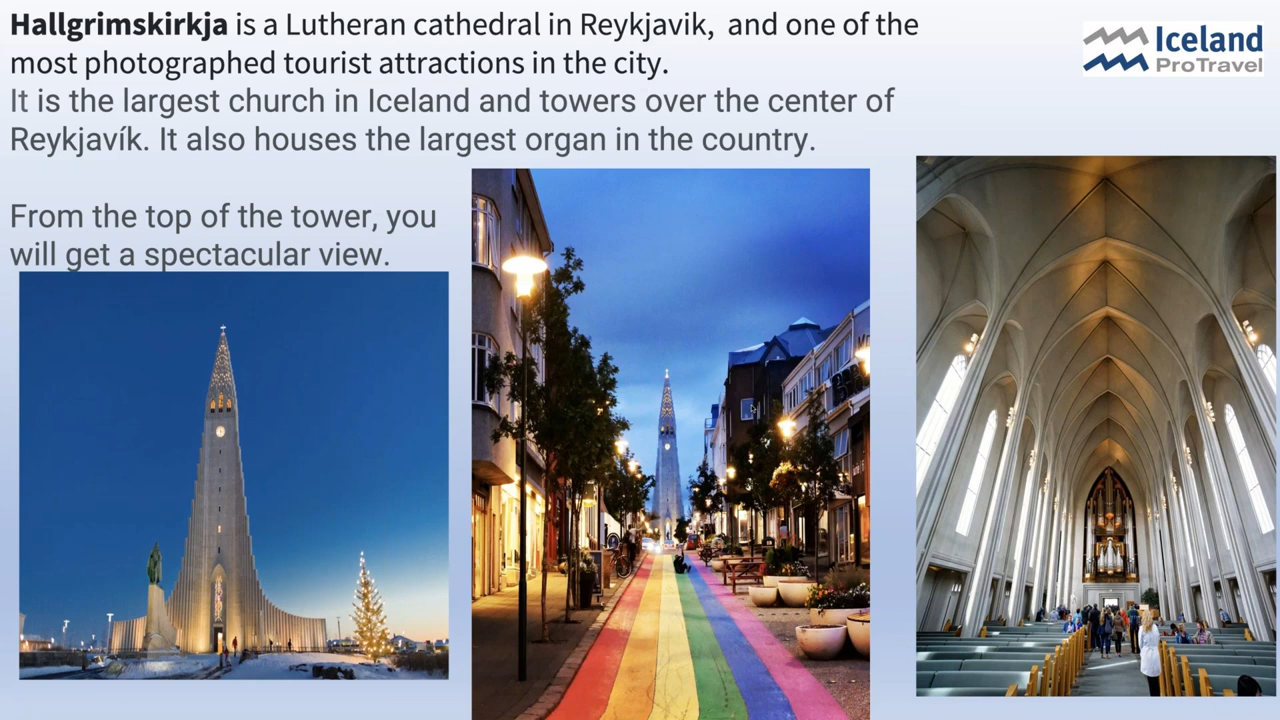 Hallgrimskirkja is a Lutheran cathedral in Reykjavik, and one of the
most photographed tourist attractions in the city.
It is the largest church in Iceland and towers over the center of
Reykjavík. It also houses the largest organ in the country.
From the top of the tower, you
will get a spectacular view.
Iceland
ProTravel